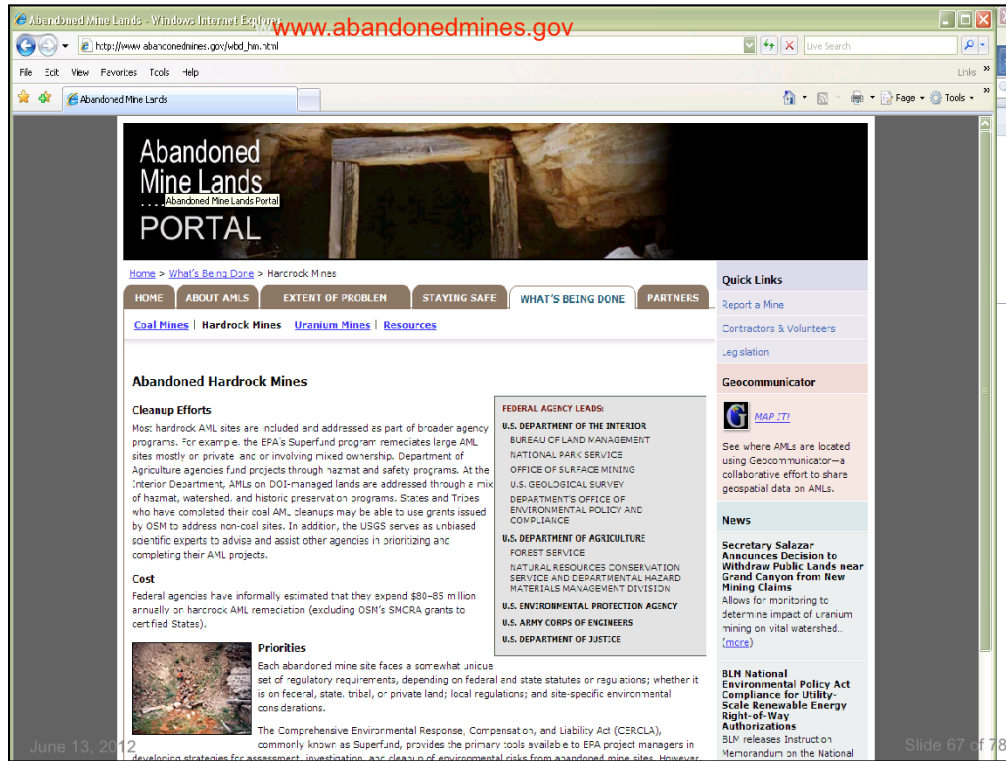 Abandoned Mine Lands - Windows Internet Explorer
www.abandonedmines.gov
http://www abanconedmines.gov/wbd_hm.html
Live Search
File Edit View Favorites Tools Help
Links »
Abandoned Mine Lands
Page Tools »
Abandoned
Mine Lands
....
Abandoned Mine Lands Portal
PORTAL
Home > What's Being Done > Hardrock Mines
HOME ABOUT AMLS EXTENT OF PROBLEM STAYING SAFE WHAT'S BEING DONE PARTNERS
Coal Mines | Hardrock Mines Uranium Mines | Resources
Abandoned Hardrock Mines
Cleanup Efforts
Most hardrock AML sites are included and addressed as part of broader agency
programs. For example, the EPA's Superfund program remediates large AML
sites mostly on private land or involving mixed ownership. Department of
Agriculture agencies fund projects through hazmat and safety programs. At the
Interior Department, AMLs on DOI-managed lands are addressed through a mix
of hazmat, watershed, and historic preservation programs. States and Tribes
who have completed their coal AML cleanups may be able to use grants issued
by OSM to address non-coal sites. In addition, the USGS serves as unbiased
scientific experts to advise and assist other agencies in prioritizing and
completing their AML projects.
Cost
Federal agencies have informally estimated that they expend $80-85 million
annually on hardrock AML remediation (excluding OSM's SMCRA grants to
certified States).
FEDERAL AGENCY LEADS:
U.S. DEPARTMENT OF THE INTERIOR
BUREAU OF LAND MANAGEMENT
NATIONAL PARK SERVICE
OFFICE OF SURFACE MINING
U.S. GEOLOGICAL SURVEY
DEPARTMENT'S OFFICE OF
ENVIRONMENTAL POLICY AND
COMPLIANCE
U.S. DEPARTMENT OF AGRICULTURE
FOREST SERVICE
NATURAL RESOURCES CONSERVATION
SERVICE AND DEPARTMENTAL HAZARD
MATERIALS MANAGEMENT DIVISION
U.S. ENVIRONMENTAL PROTECTION AGENCY
U.S. ARMY CORPS OF ENGINEERS
U.S. DEPARTMENT OF JUSTICE
Priorities
Each abandoned mine site faces a somewhat unique
set of regulatory requirements, depending on federal and state statutes or regulations; whether it
is on federal, state, tribal, or private land; local regulations; and site-specific environmental
considerations.
The Comprehensive Environmental Response, Compensation, and Liability Act (CERCLA),
commonly known as Superfund, provides the primary tools available to EPA project managers in
developing strategies for assessment, investigation, and cleanup of environmental risks from abandoned mine sites. However
Quick Links
Report a Mine
Contractors & Volunteers
Legislation
Geocommunicator
MAP IT!
See where AMLs are located
using Geocommunicator—a
collaborative effort to share
geospatial data on AMLs.
News
Secretary Salazar
Announces Decision to
Withdraw Public Lands near
Grand Canyon from New
Mining Claims
Allows for monitoring to
determine impact of uranium
mining on vital watershed..
(more)
BLM National
Environmental Policy Act
Compliance for Utility-
Scale Renewable Energy
Right-of-Way
Authorizations
BLM releases Instruction
Memorandum on the National
June 13, 2012
Slide 67 of 78